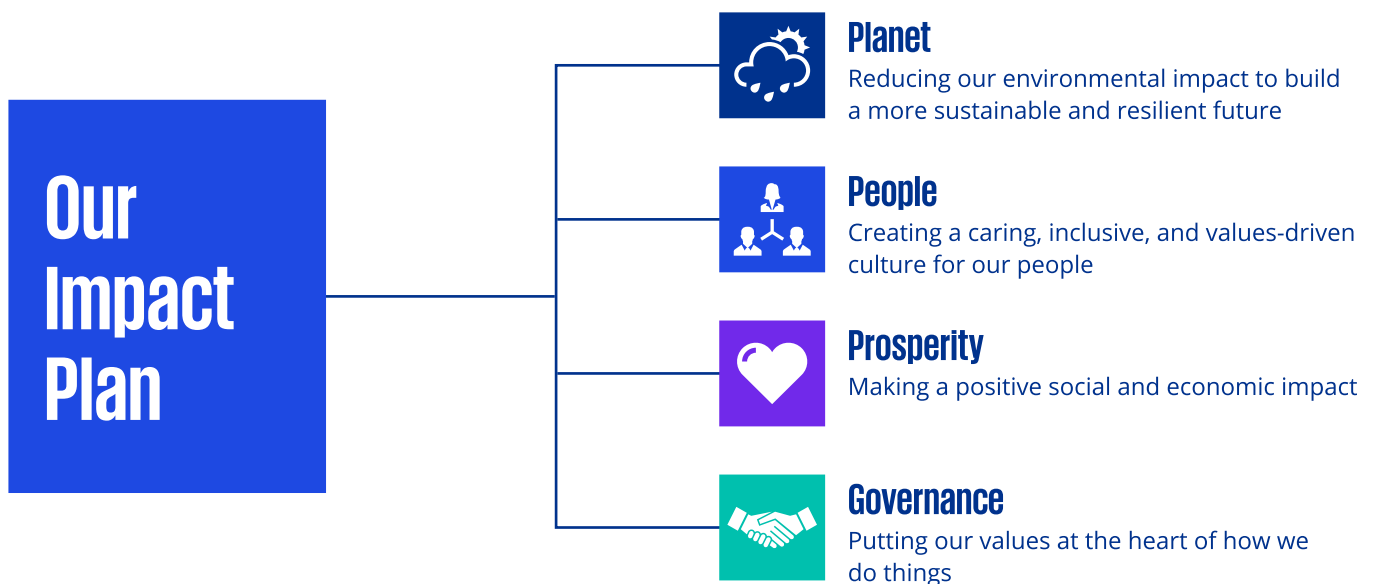 Our
Impact
Plan
Planet
Reducing our environmental impact to build
a more sustainable and resilient future
People
Creating a caring, inclusive, and values-driven
culture for our people
Prosperity
Making a positive social and economic impact
Governance
Putting our values at the heart of how we
do things